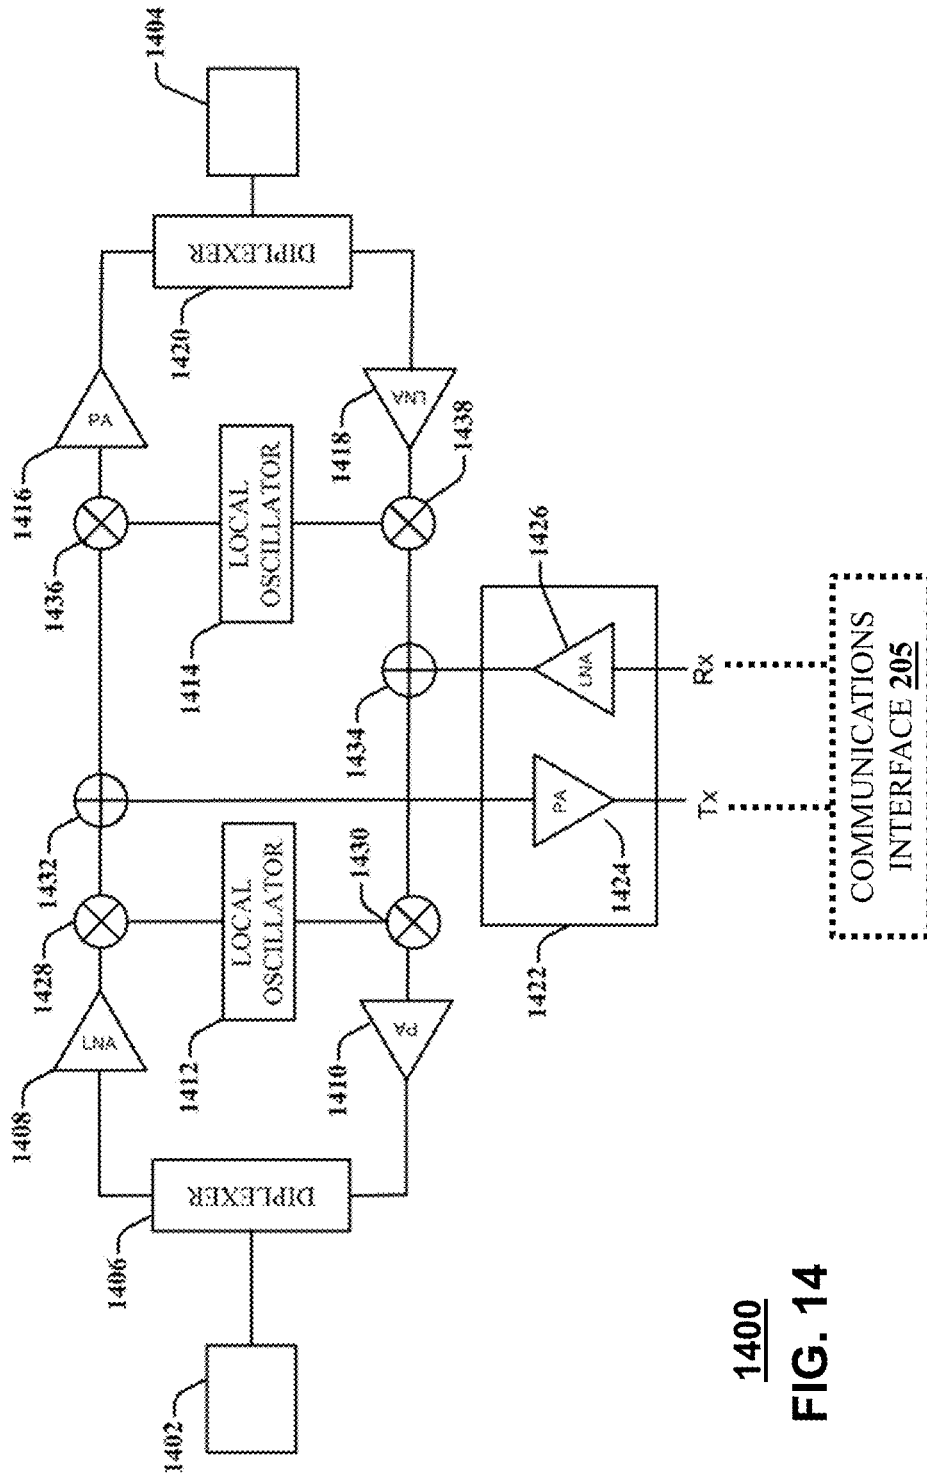 1404
1402
1406
DIPLEXER
1408
LNA
1428
1432
1436
1416
PA
1420
DIPLEXER
1412
LOCAL
OSCILLATOR
1414
LOCAL
OSCILLATOR
1410
PA
1430
1434
1438
1418
LNA
1422
PA
1424
LNA
1426
Tx
Rx
COMMUNICATIONS
INTERFACE 205
1400
FIG. 14